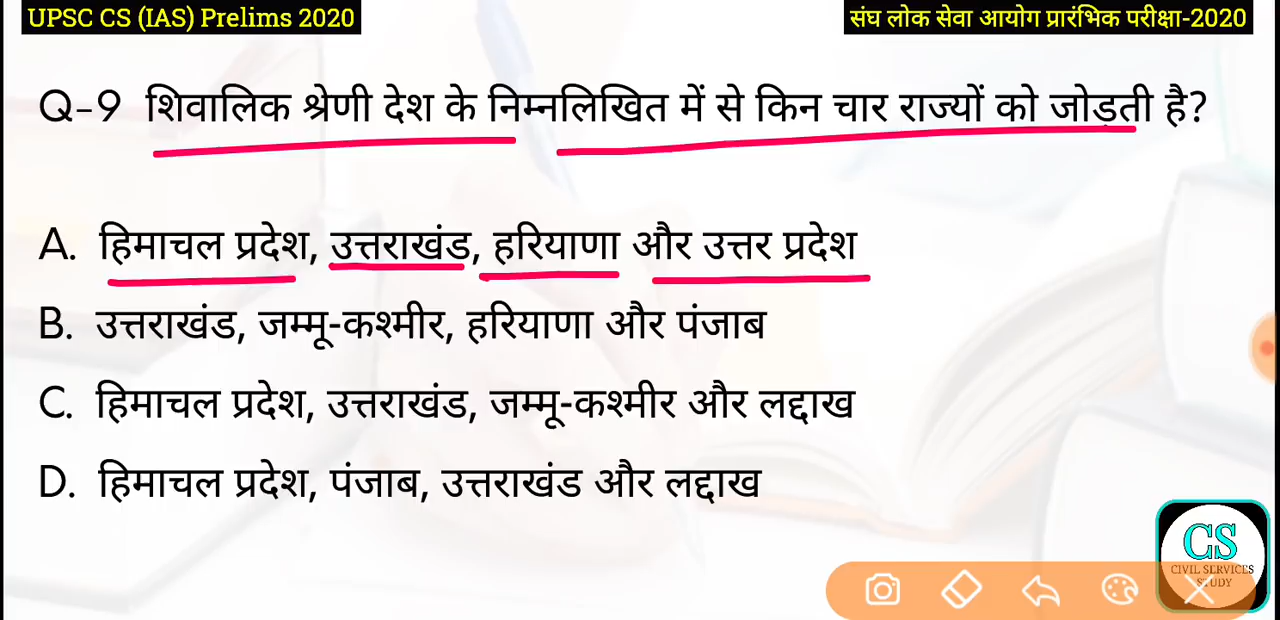 UPSC CS (IAS) Prelims 2020
संघ लोक सेवा आयोग प्रारंभिक परीक्षा-2020
Q-9 शिवालिक श्रेणी देश के निम्नलिखित में से किन चार राज्यों को जोड़ती है?
A. हिमाचल प्रदेश, उत्तराखंड, हरियाणा और उत्तर प्रदेश
B. उत्तराखंड, जम्मू-कश्मीर, हरियाणा और पंजाब
C. हिमाचल प्रदेश, उत्तराखंड, जम्मू-कश्मीर और लद्दाख
D. हिमाचल प्रदेश, पंजाब, उत्तराखंड और लद्दाख
CS
CIVIL SERVICES
STUDY